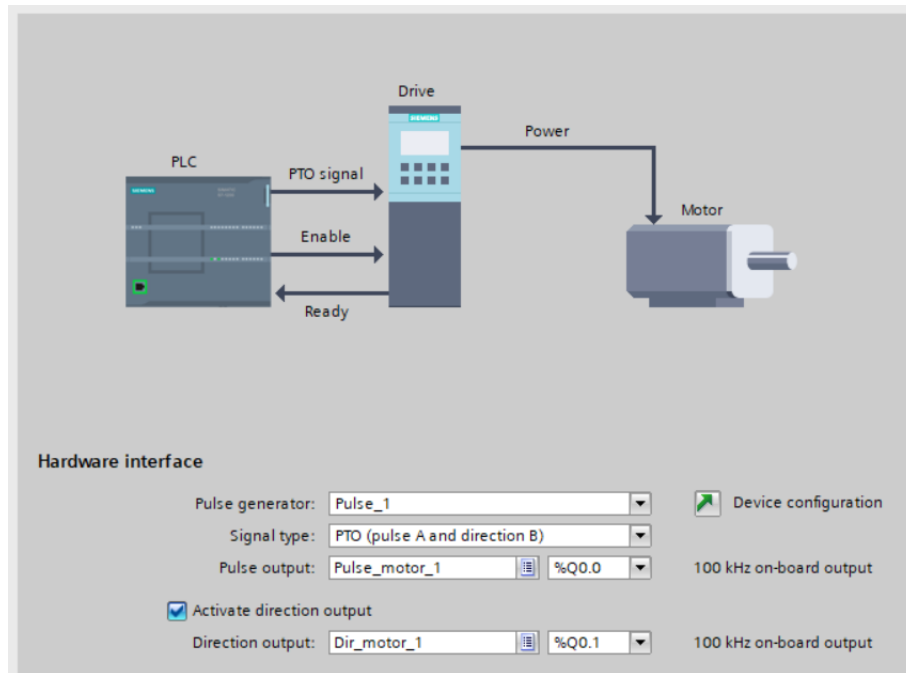 Drive
SIEMENS
Power
PLC
PTO signal
SIEMENS
Motor
Enable
Ready
Hardware interface
Pulse generator: Pulse_1 Device configuration
Signal type: PTO (pulse A and direction B)
Pulse output: Pulse_motor_1 %Q0.0 100 kHz on-board output
Activate direction output
Direction output: Dir_motor_1 %Q0.1 100 kHz on-board output